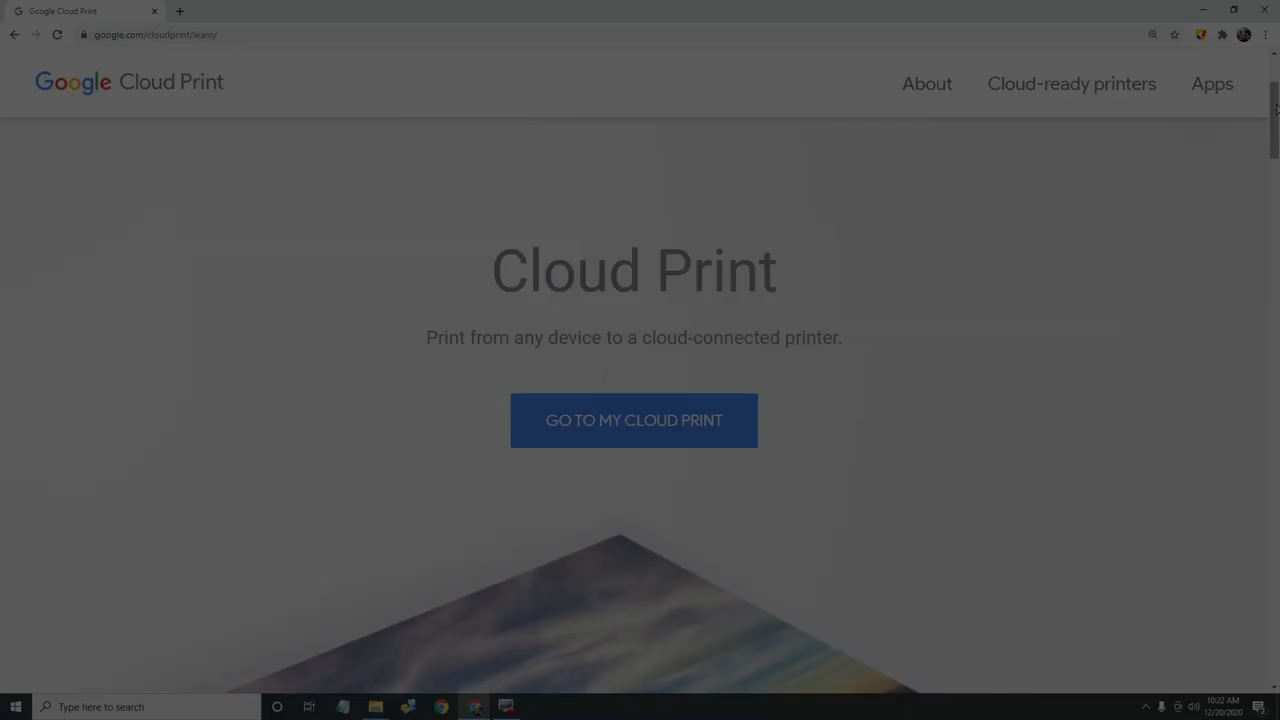 Google Cloud Print
google.com/cloudprint/learn/
Google Cloud Print
About
Cloud-ready printers
Apps
Cloud Print
Print from any device to a cloud-connected printer.
GO TO MY CLOUD PRINT
Type here to search
10:22 AM
12/20/2020
2